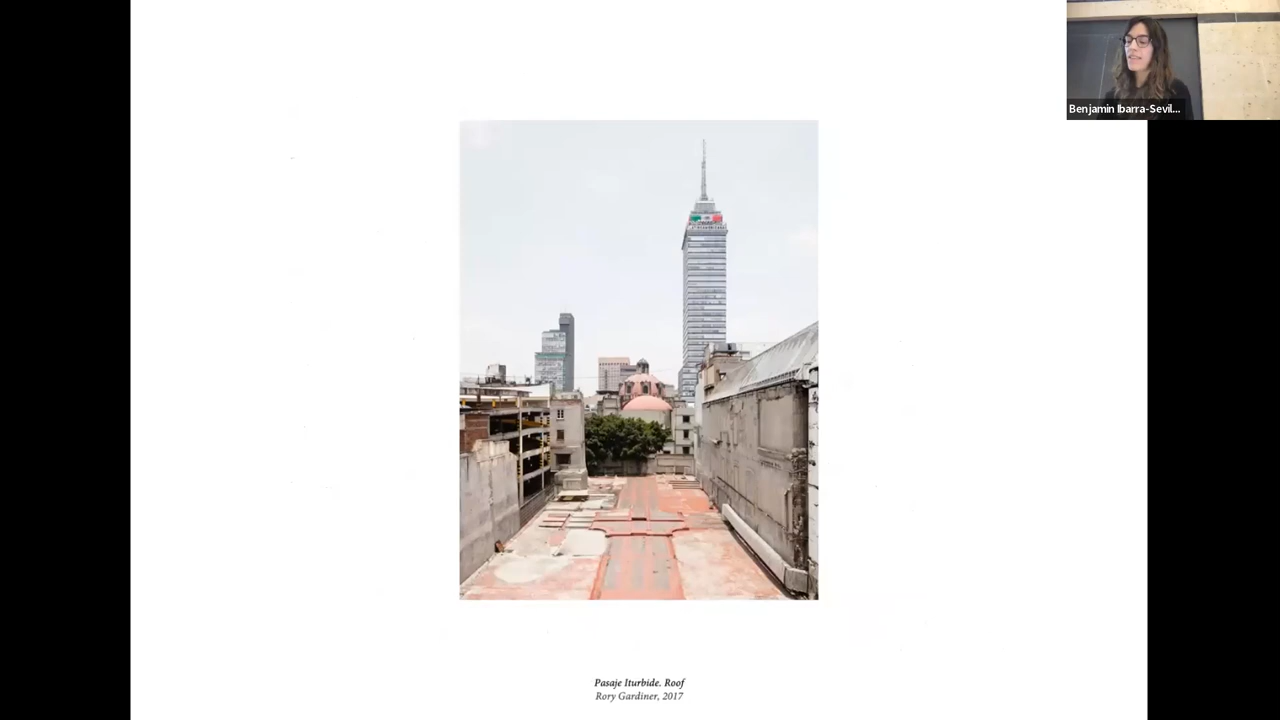 Benjamin Ibarra-Sevil...
Pasaje Iturbide. Roof
Rory Gardiner, 2017